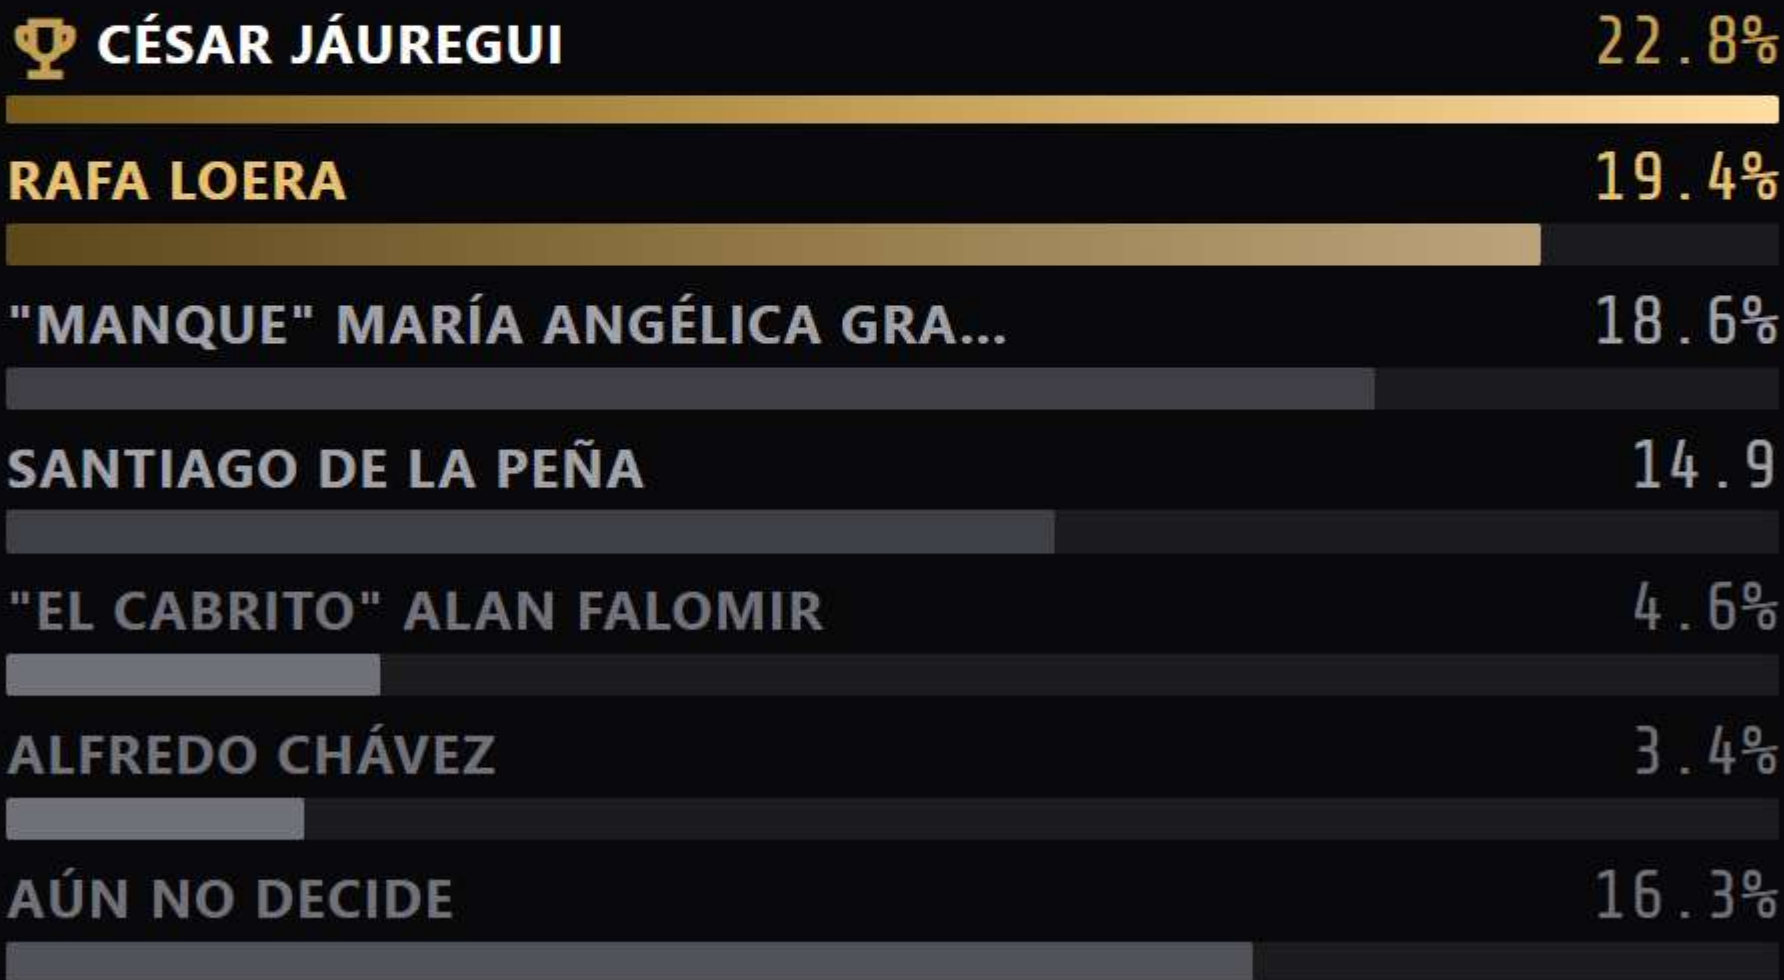 CÉSAR JÁUREGUI 22.8%
RAFA LOERA 19.4%
"MANQUE" MARÍA ANGÉLICA GRA... 18.6%
SANTIAGO DE LA PEÑA 14.9
"EL CABRITO" ALAN FALOMIR 4.6%
ALFREDO CHÁVEZ 3.4%
AÚN NO DECIDE 16.3%